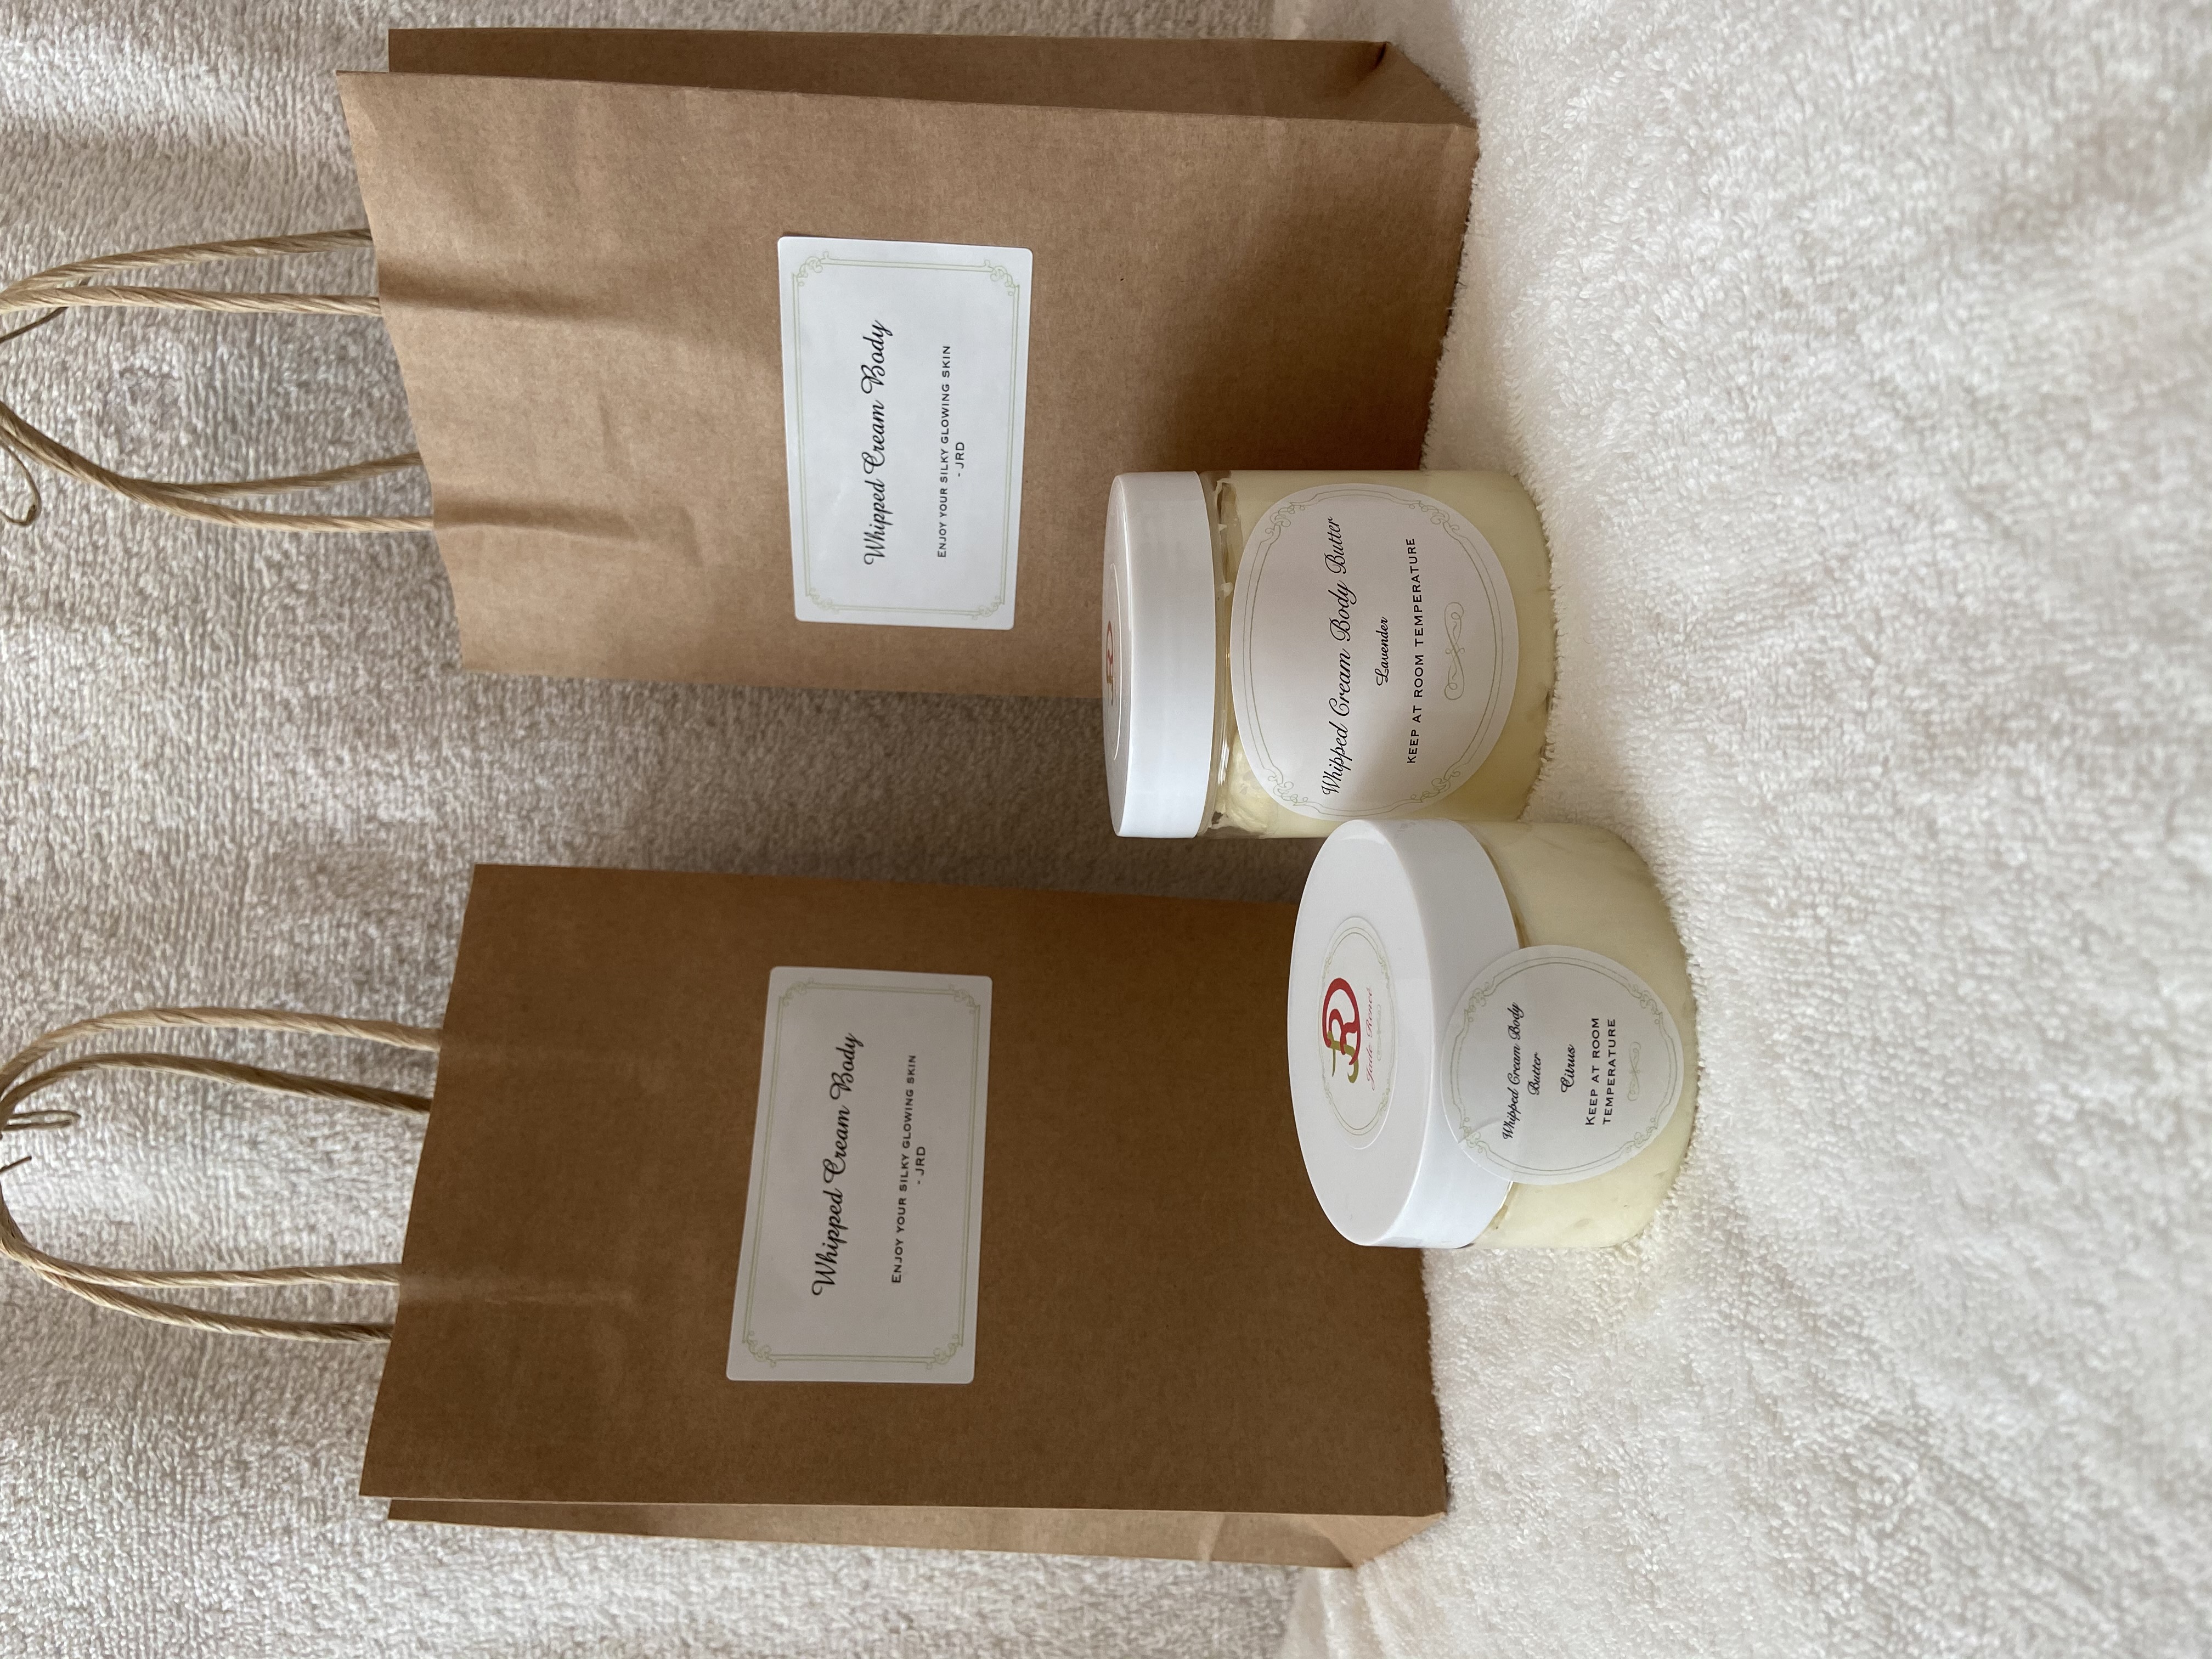 Whipped Cream Body
Enjoy your silky glowing skin
- JRD
Whipped Cream Body
Enjoy your silky glowing skin
- JRD
JRD
Jade Reneé
Whipped Cream Body
Butter
Citrus
Keep at room
temperature
JRD
Whipped Cream Body Butter
Lavender
Keep at room temperature